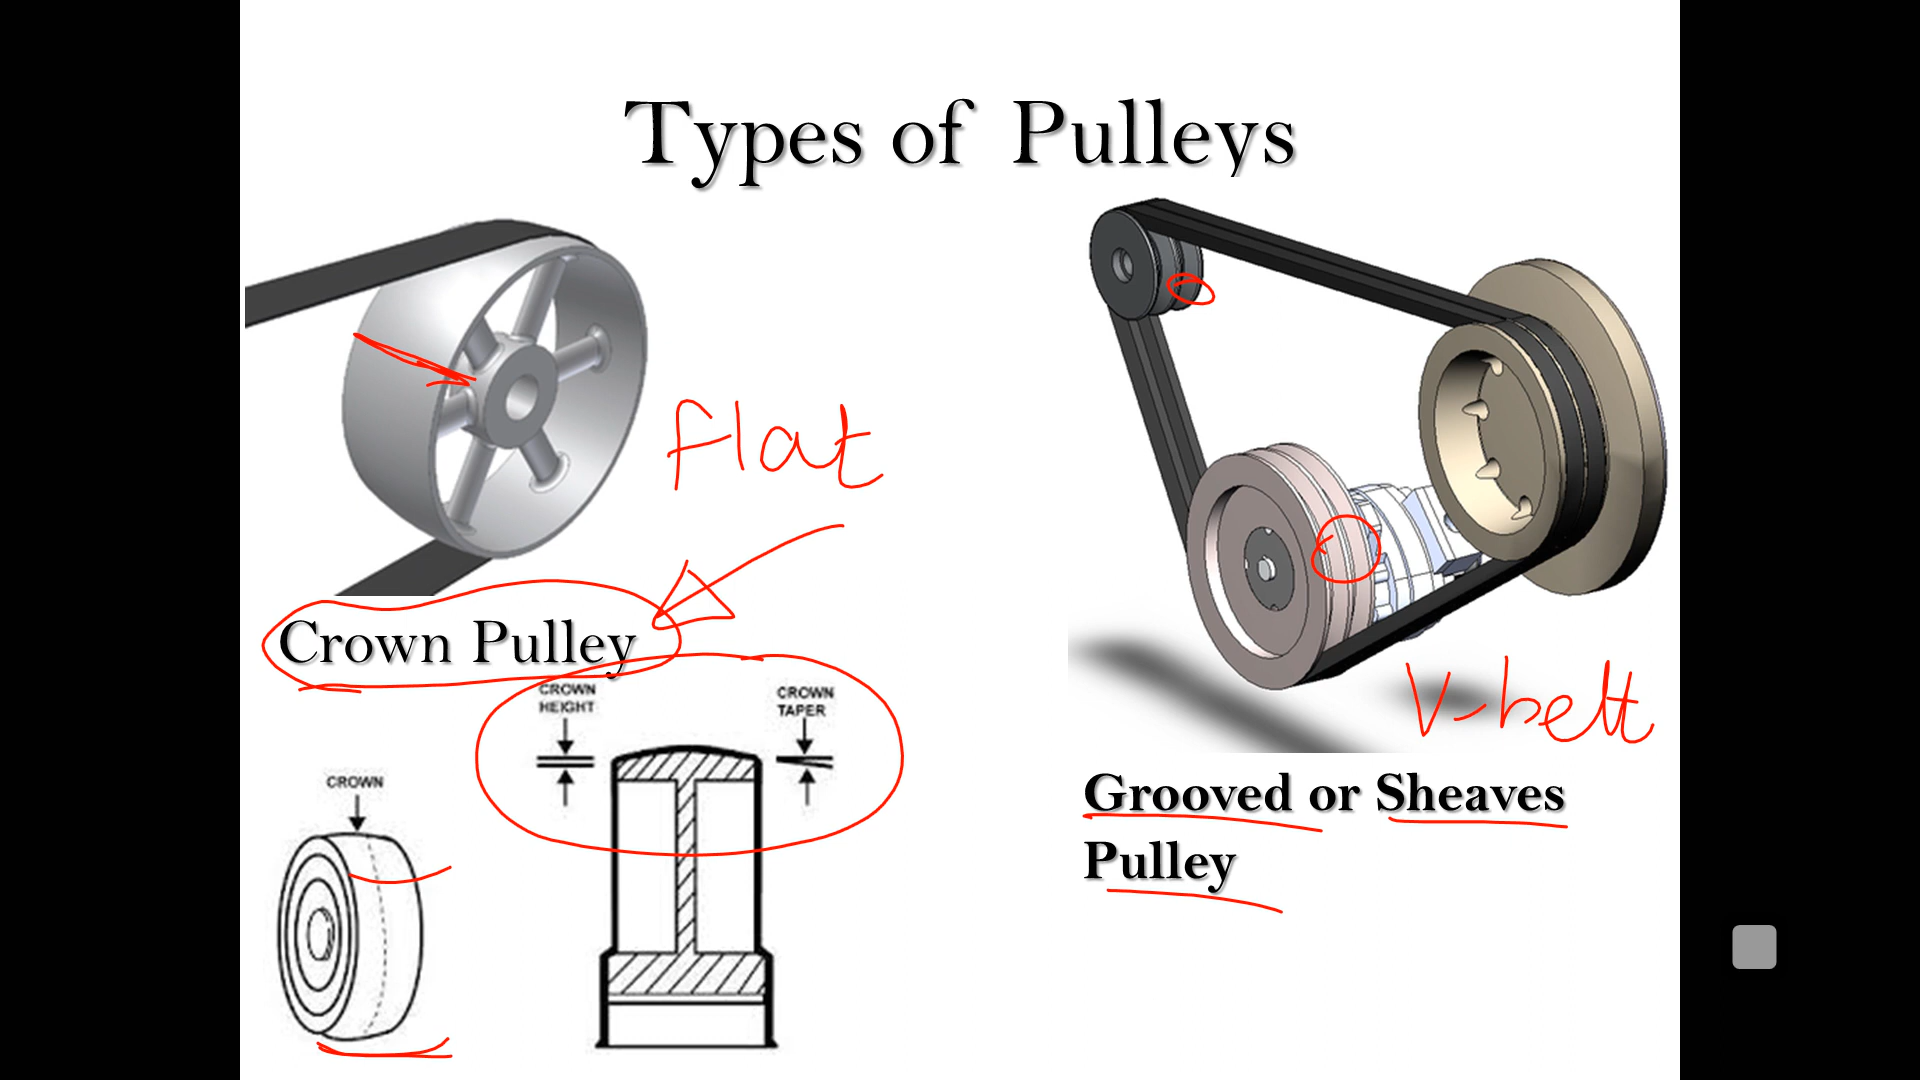 Types of Pulleys
flat
Crown Pulley
CROWN
HEIGHT
CROWN
TAPER
CROWN
V-belt
Grooved or Sheaves
Pulley